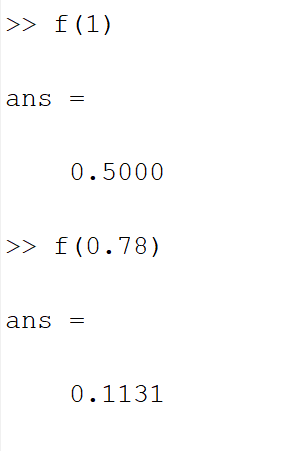 >> f(1)
ans =
0.5000
>> f(0.78)
ans =
0.1131